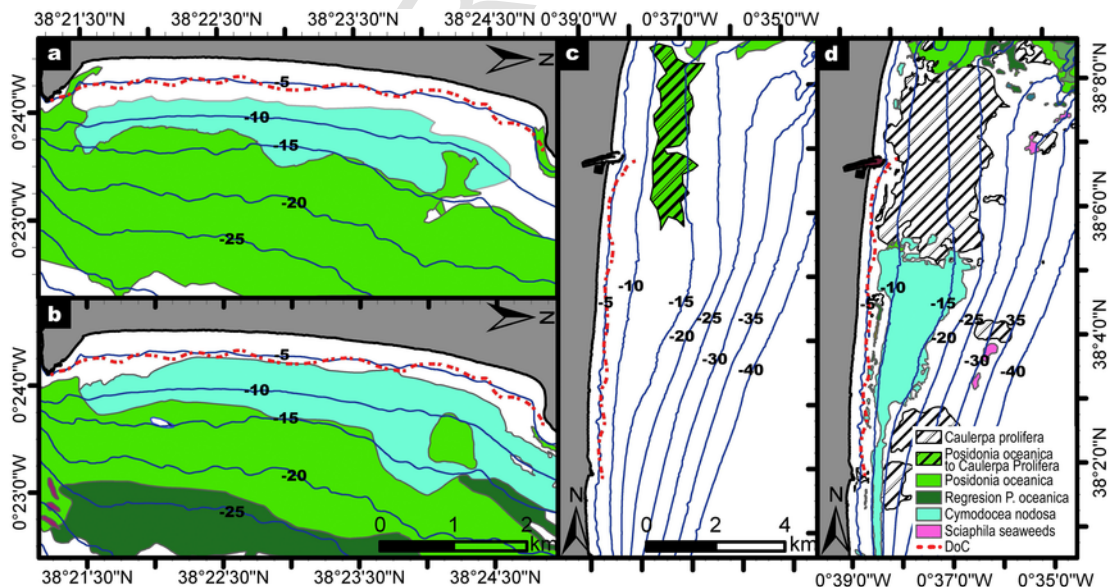 38°21'30"N 38°22'30"N 38°23'30"N 38°24'30"N 0°39'0"W 0°37'0"W 0°35'0"W
a
N
0°24'0"W
0°23'0"W
-5
-10
-15
-20
-25
b
N
0°24'0"W
0°23'0"W
-5
-10
-15
-20
-25
0 1 2
km
c
-10
-5
-15
-20
-25
-35
-30
-40
N
0 2 4
km
d
38°8'0"N
38°6'0"N
38°4'0"N
38°2'0"N
-10
-5
-15
-20
-25
-35
-30
-40
N
Caulerpa prolifera
Posidonia oceanica
to Caulerpa Prolifera
Posidonia oceanica
Regresion P. oceanica
Cymodocea nodosa
Sciaphila seaweeds
DoC
38°21'30"N 38°22'30"N 38°23'30"N 38°24'30"N 0°39'0"W 0°37'0"W 0°35'0"W